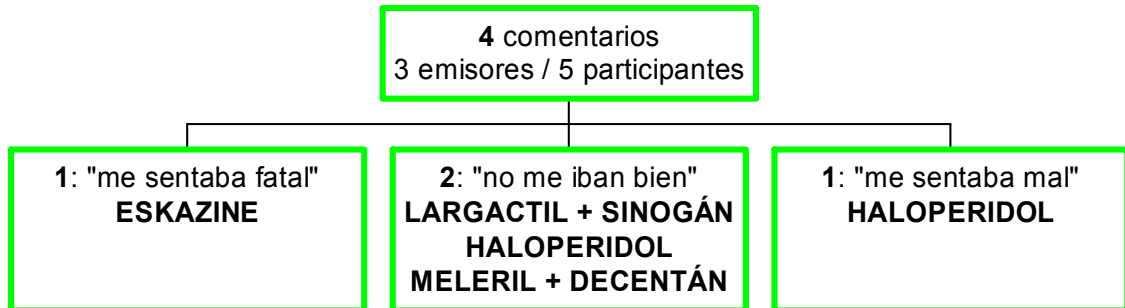 4 comentarios
3 emisores / 5 participantes
1: "me sentaba fatal"
ESKAZINE
2: "no me iban bien"
LARGACTIL + SINOGÁN
HALOPERIDOL
MELERIL + DECENTÁN
1: "me sentaba mal"
HALOPERIDOL